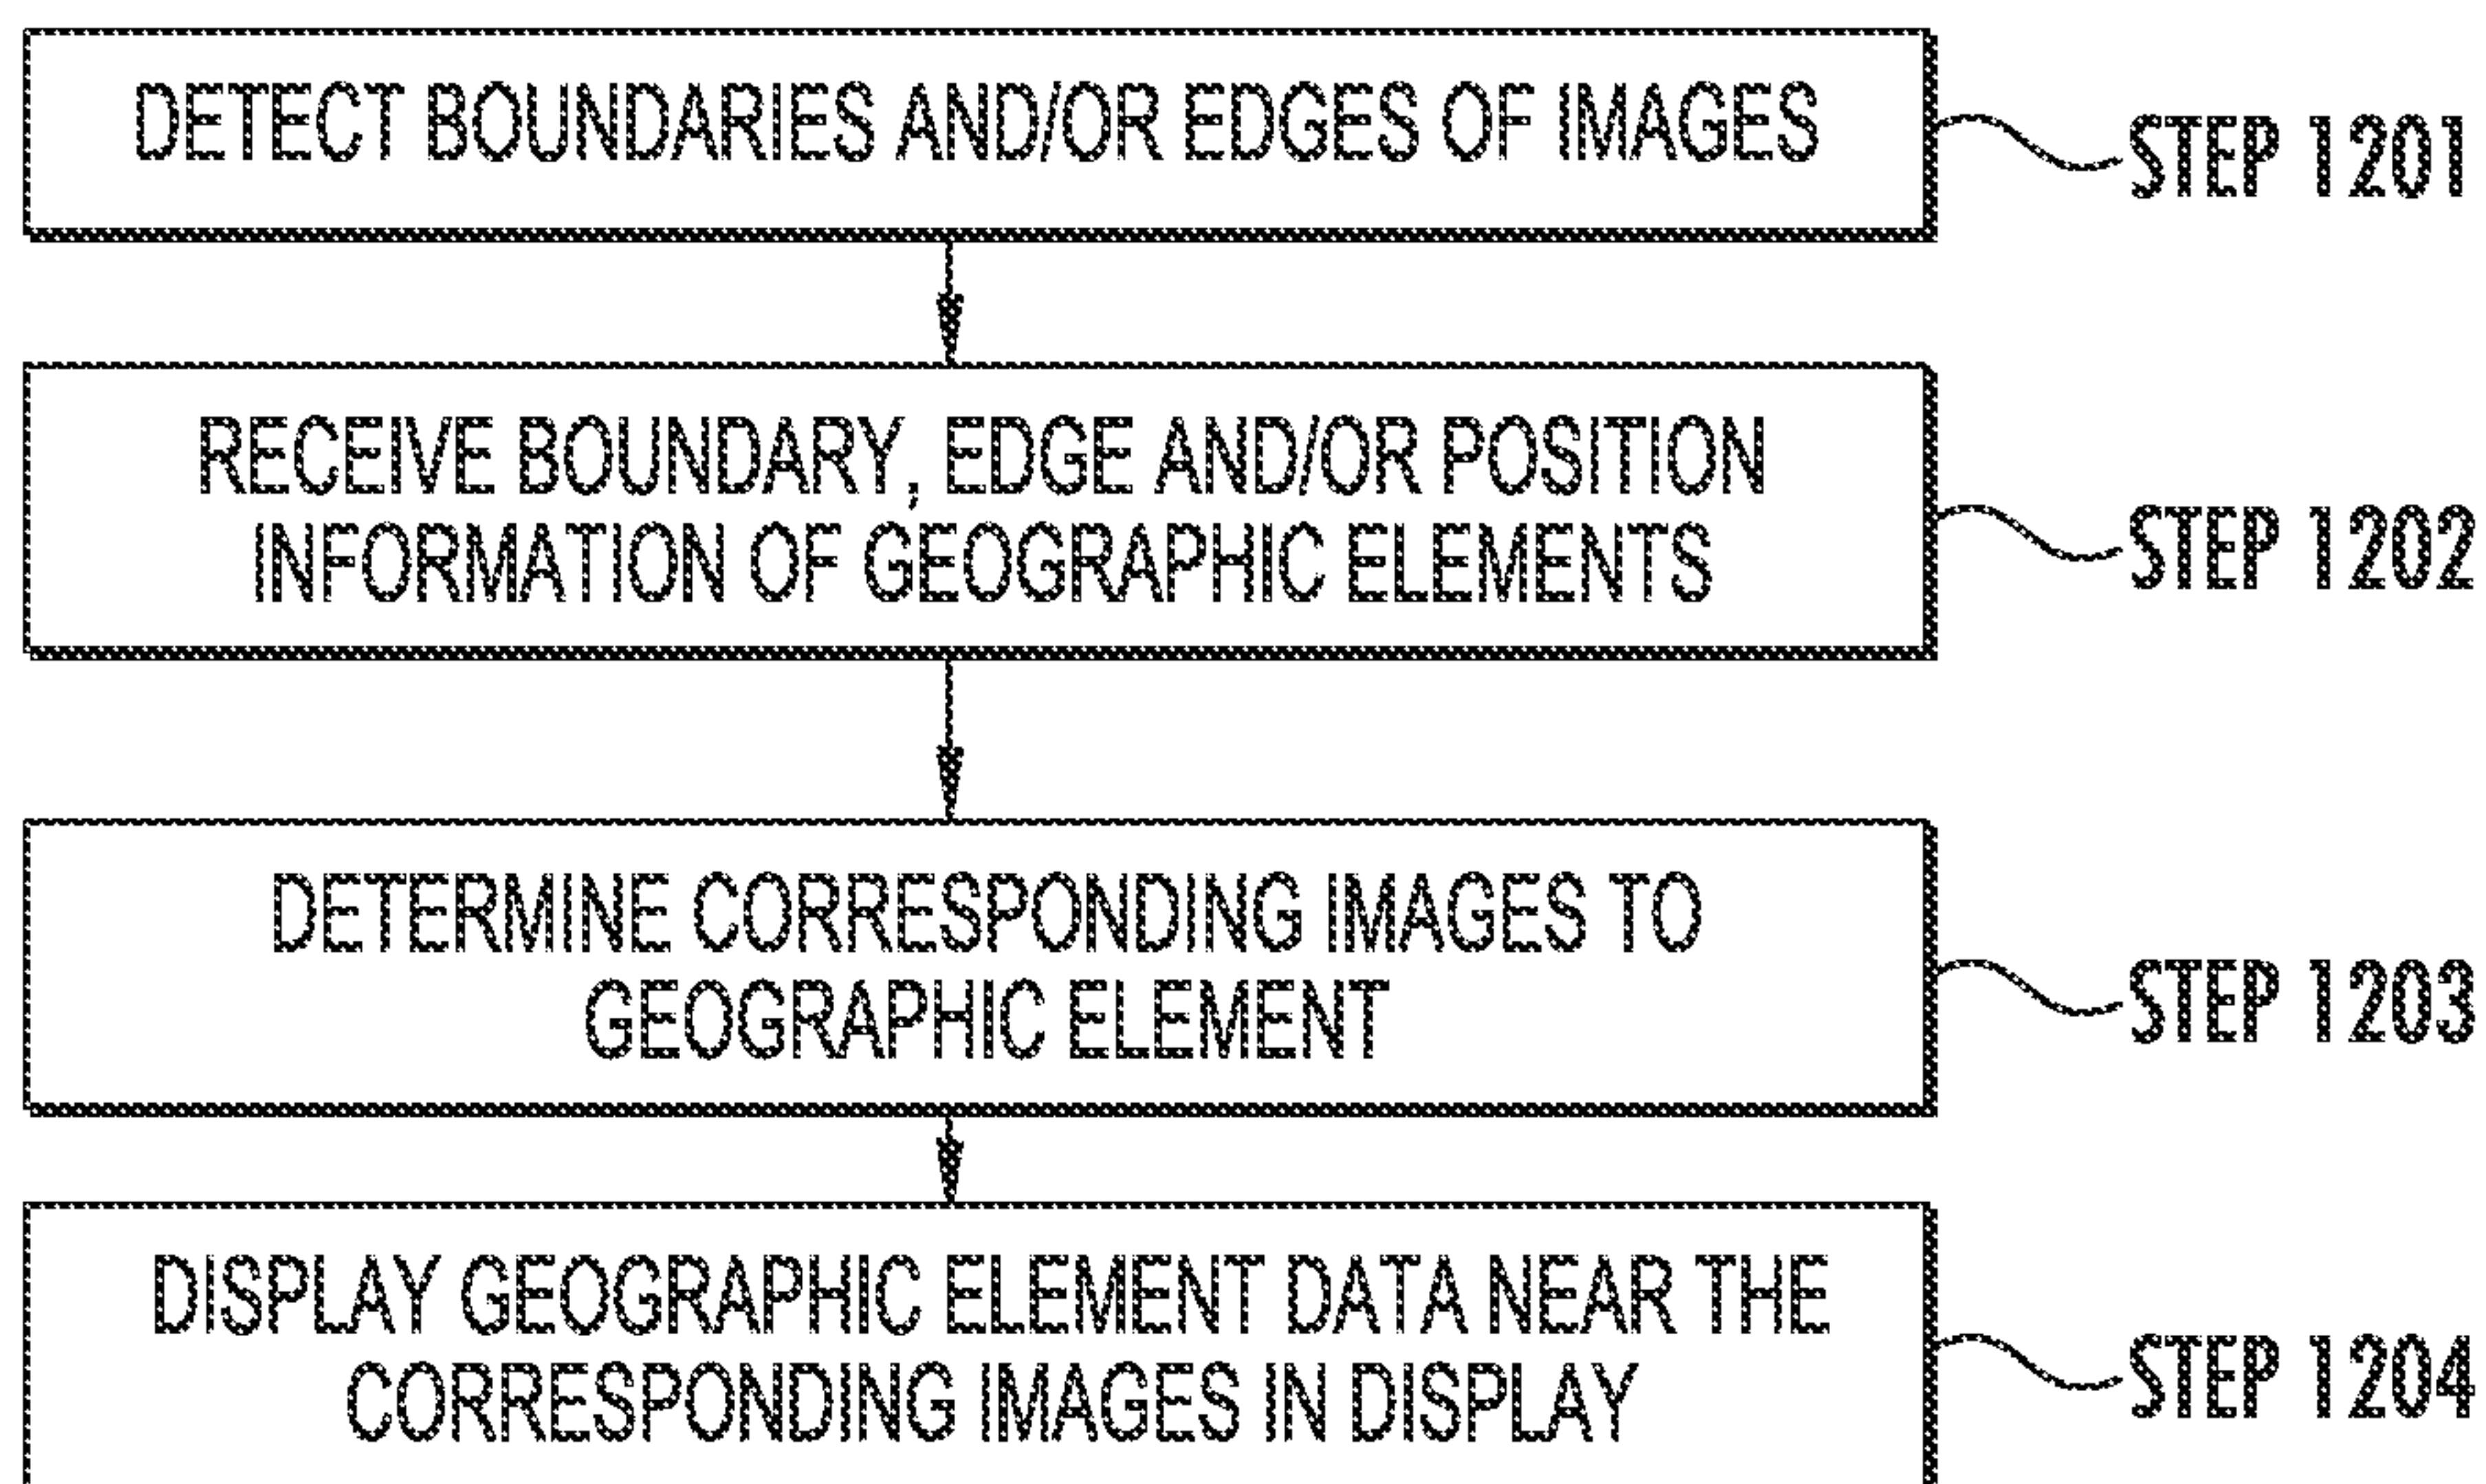 DETECT BOUNDARIES AND/OR EDGES OF IMAGES
STEP 1201
RECEIVE BOUNDARY, EDGE AND/OR POSITION
INFORMATION OF GEOGRAPHIC ELEMENTS
STEP 1202
DETERMINE CORRESPONDING IMAGES TO
GEOGRAPHIC ELEMENT
STEP 1203
DISPLAY GEOGRAPHIC ELEMENT DATA NEAR THE
CORRESPONDING IMAGES IN DISPLAY
STEP 1204